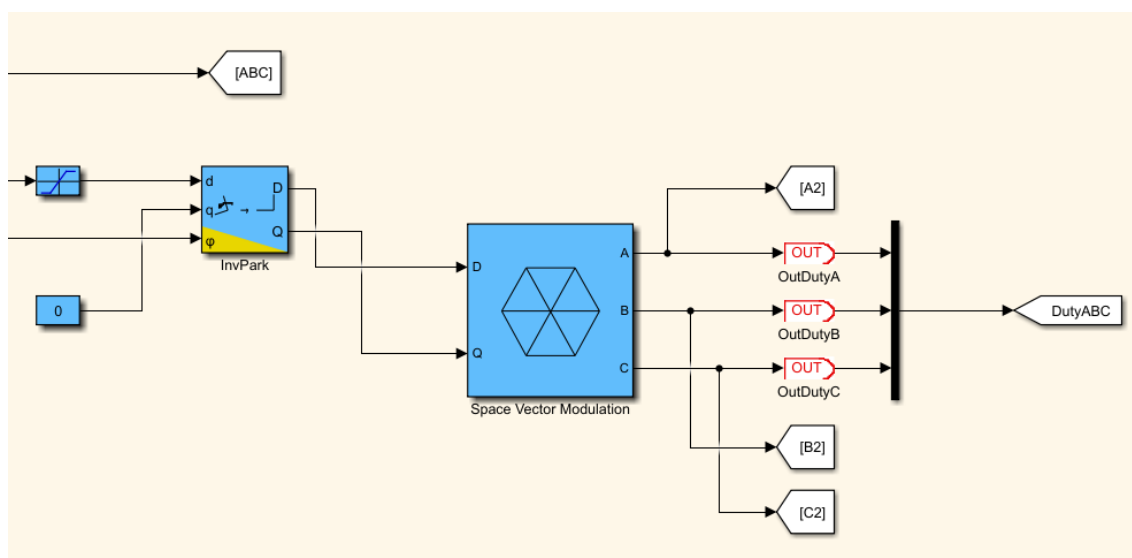 [ABC]
d
q
φ
D
Q
InvPark
0
D
Q
A
B
C
Space Vector Modulation
[A2]
OUT
OutDutyA
OUT
OutDutyB
OUT
OutDutyC
DutyABC
[B2]
[C2]